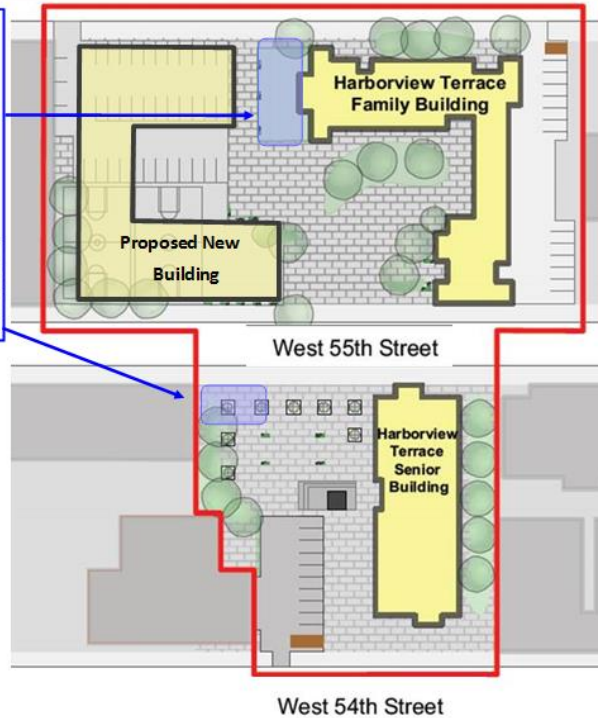 Harborview Terrace
Family Building
Proposed New
Building
West 55th Street
Harborview
Terrace
Senior
Building
West 54th Street